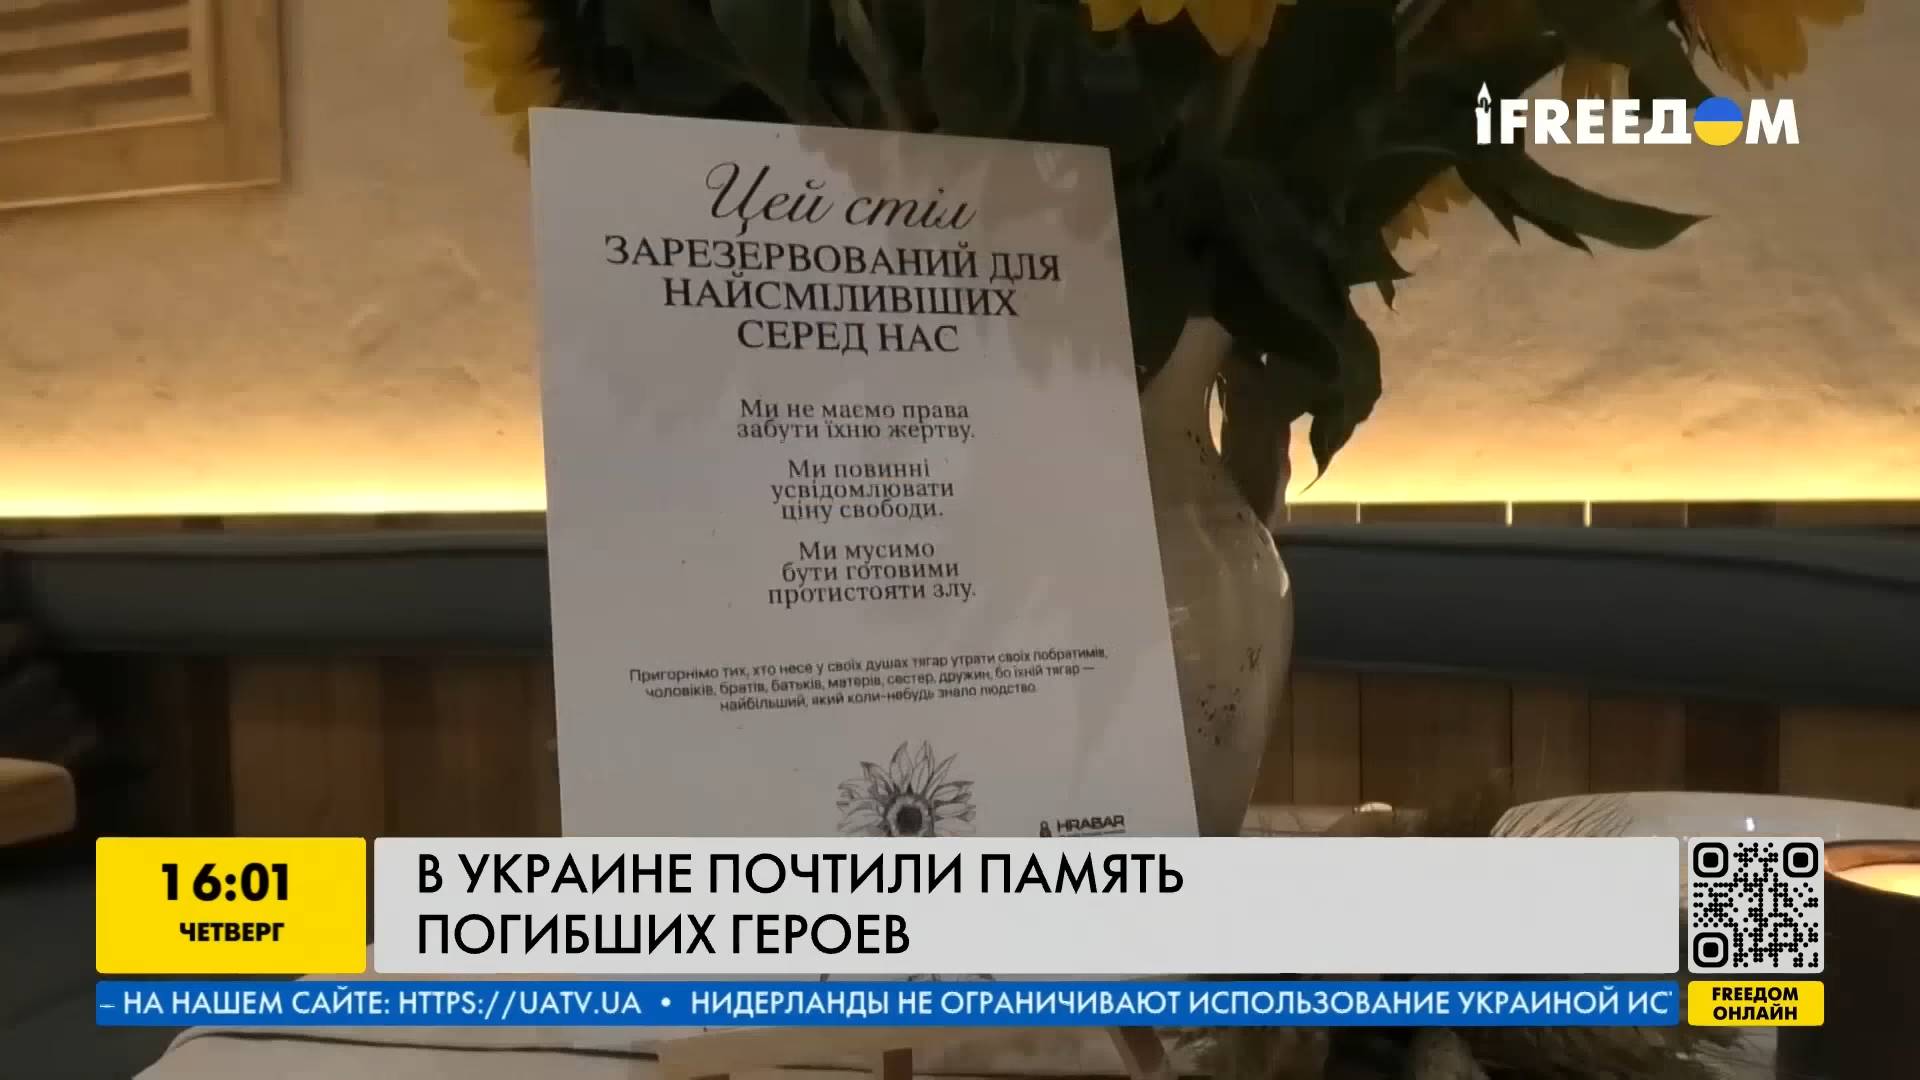 FREEДOM
Цей стіл
ЗАРЕЗЕРВОВАНИЙ ДЛЯ
НАЙСМІЛИВІШИХ
СЕРЕД НАС
Ми не маємо права
забути їхню жертву.
Ми повинні
усвідомлювати
ціну свободи.
Ми мусимо
бути готовими
протистояти злу.
Пригорнімо тих, хто несе у своїх душах тягар утрати своїх побратимів,
чоловіків, братів, батьків, матерів, сестер, дружин, бо їхній тягар —
найбільший, який коли-небудь знало людство.
HRABAR
16:01
ЧЕТВЕРГ
В УКРАИНЕ ПОЧТИЛИ ПАМЯТЬ
ПОГИБШИХ ГЕРОЕВ
– НА НАШЕМ САЙТЕ: HTTPS://UATV.UA • НИДЕРЛАНДЫ НЕ ОГРАНИЧИВАЮТ ИСПОЛЬЗОВАНИЕ УКРАИНОЙ ИС
FREEДОМ
ОНЛАЙН